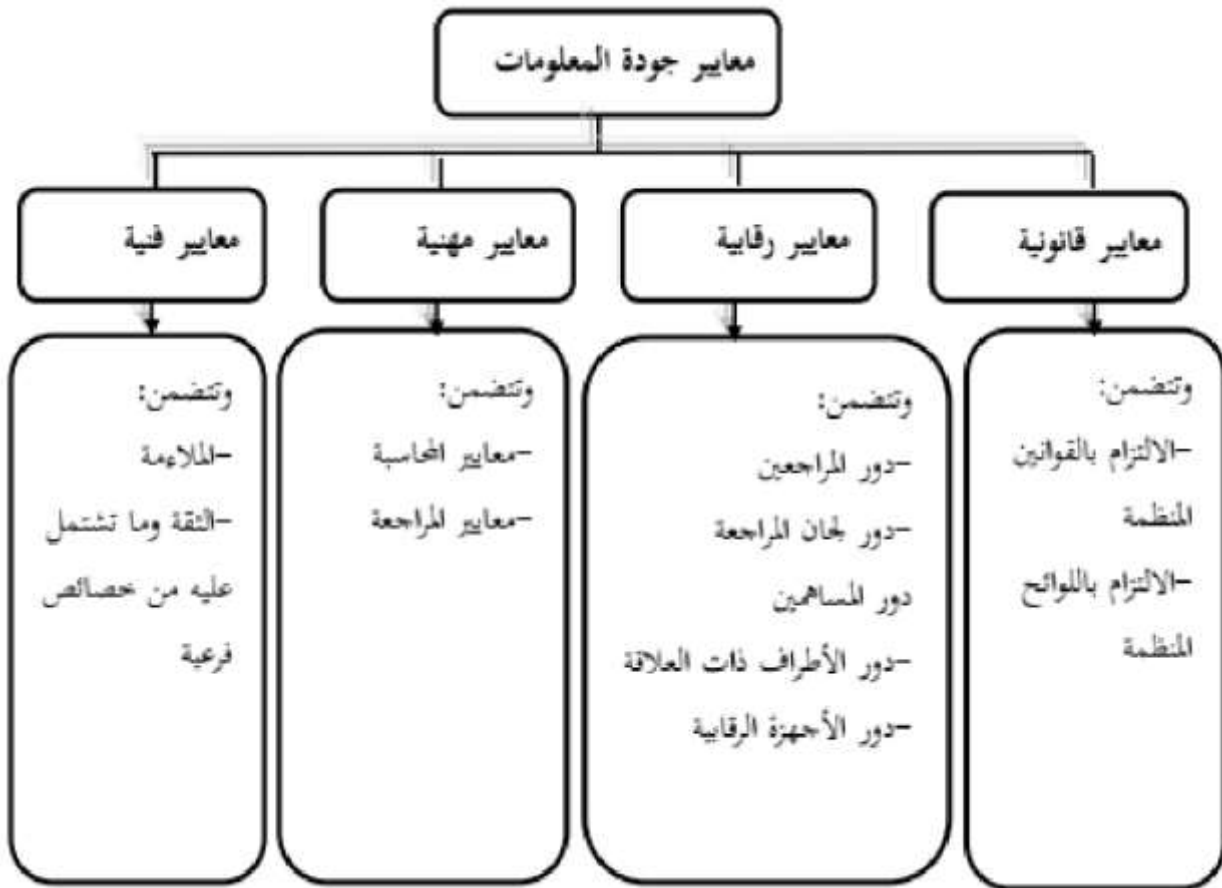 معايير جودة المعلومات
معايير قانونية
معايير رقابية
معايير مهنية
معايير فنية
وتتضمن:
-الالتزام بالقوانين
المنظمة
-الالتزام باللوائح
المنظمة
وتتضمن:
-دور المراجعين
-دور لجان المراجعة
دور المساهمين
-دور الأطراف ذات العلاقة
-دور الأجهزة الرقابية
وتتضمن:
-معايير المحاسبة
-معايير المراجعة
وتتضمن:
-الملاءمة
-الثقة وما تشتمل
عليه من خصائص
فرعية